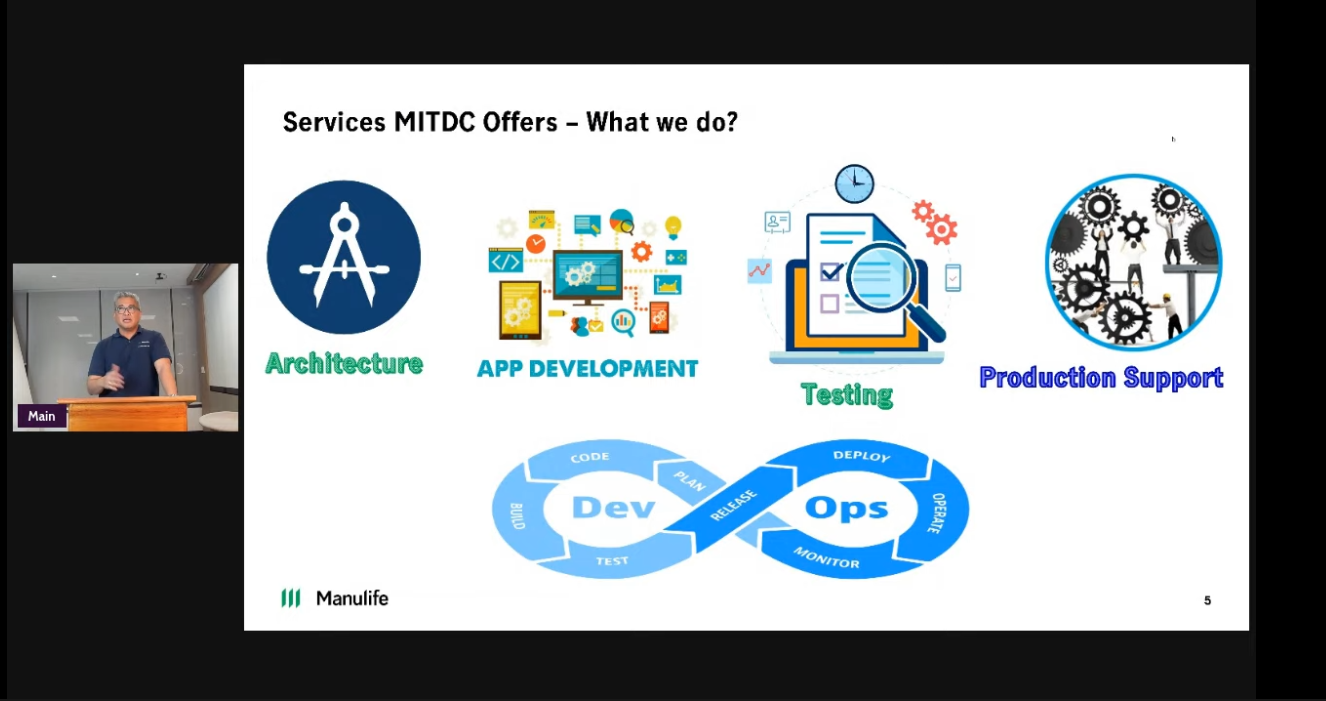 Services MITDC Offers – What we do?
Architecture
APP DEVELOPMENT
Testing
Production Support
Main
CODE
PLAN
BUILD
Dev
TEST
RELEASE
DEPLOY
Ops
OPERATE
MONITOR
Manulife
5